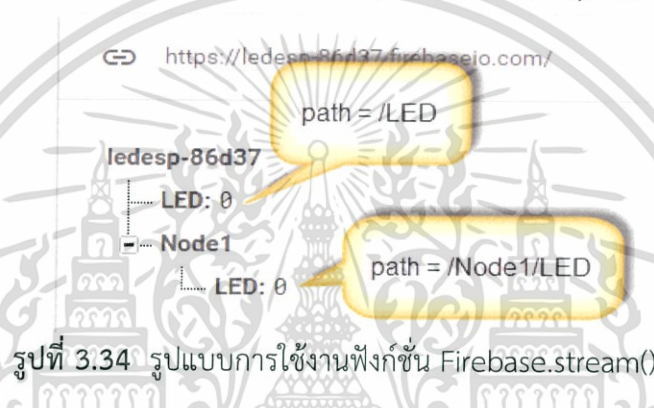 https://ledesp-86d37.firebaseio.com/
path = /LED
ledesp-86d37
LED: 0
Node1
LED: 0
path = /Node1/LED
รูปที่ 3.34 รูปแบบการใช้งานฟังก์ชั่น Firebase.stream()